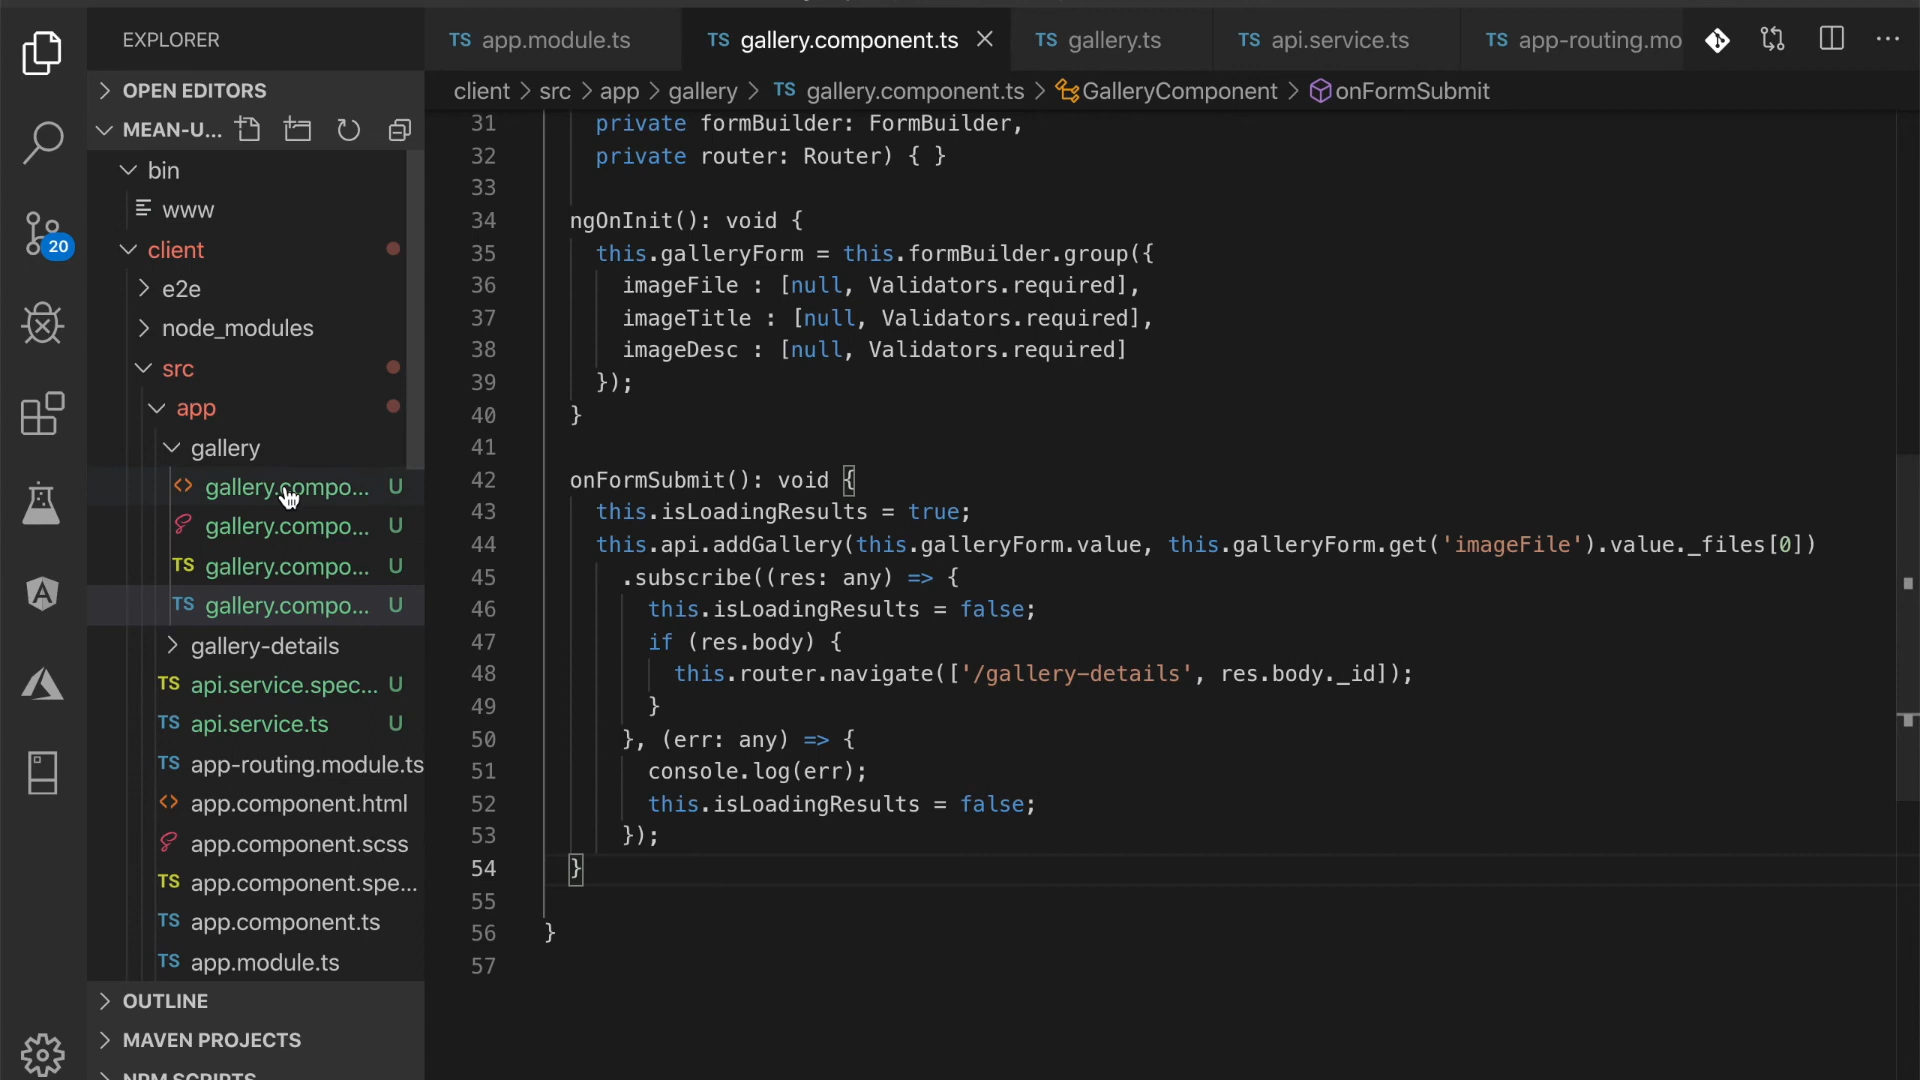 EXPLORER
OPEN EDITORS
MEAN-U...
bin
www
client
e2e
node_modules
src
app
gallery
gallery.compo... U
gallery.compo... U
TS gallery.compo... U
TS gallery.compo... U
gallery-details
TS api.service.spec... U
TS api.service.ts U
TS app-routing.module.ts
app.component.html
app.component.scss
TS app.component.spe...
TS app.component.ts
TS app.module.ts
OUTLINE
MAVEN PROJECTS
NPM SCRIPTS
20
TS app.module.ts TS gallery.component.ts TS gallery.ts TS api.service.ts TS app-routing.mo
client > src > app > gallery > TS gallery.component.ts > GalleryComponent > onFormSubmit
31 private formBuilder: FormBuilder,
32 private router: Router) { }
33
34 ngOnInit(): void {
35 this.galleryForm = this.formBuilder.group({
36 imageFile : [null, Validators.required],
37 imageTitle : [null, Validators.required],
38 imageDesc : [null, Validators.required]
39 });
40 }
41
42 onFormSubmit(): void {
43 this.isLoadingResults = true;
44 this.api.addGallery(this.galleryForm.value, this.galleryForm.get('imageFile').value._files[0])
45 .subscribe((res: any) => {
46 this.isLoadingResults = false;
47 if (res.body) {
48 this.router.navigate(['/gallery-details', res.body._id]);
49 }
50 }, (err: any) => {
51 console.log(err);
52 this.isLoadingResults = false;
53 });
54 }
55
56 }
57